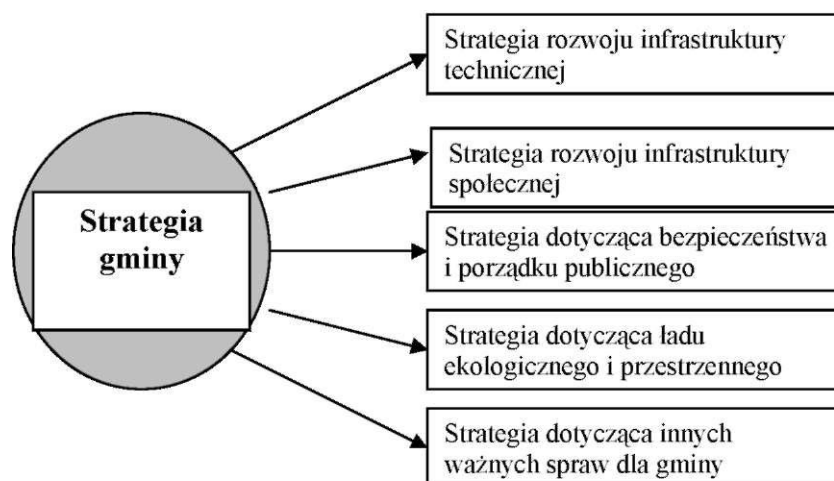 Strategia rozwoju infrastruktury
technicznej
Strategia rozwoju infrastruktury
społecznej
Strategia
gminy
Strategia dotycząca bezpieczeństwa
i porządku publicznego
Strategia dotycząca ładu
ekologicznego i przestrzennego
Strategia dotycząca innych
ważnych spraw dla gminy